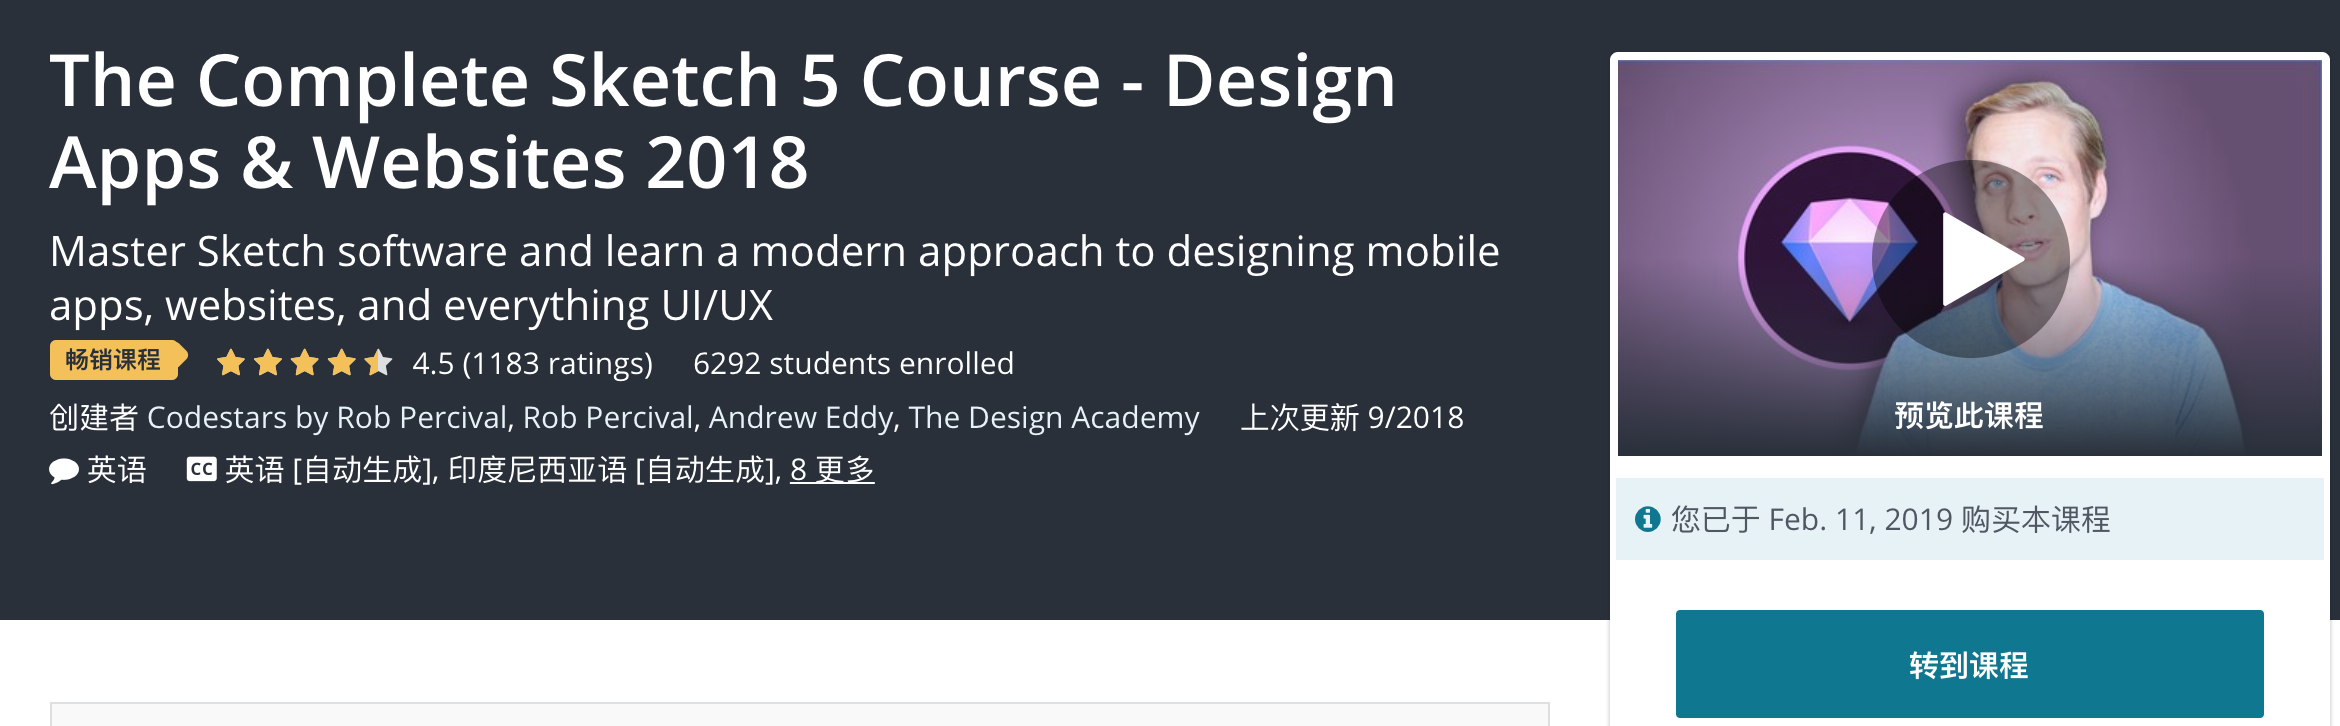 The Complete Sketch 5 Course - Design
Apps & Websites 2018
Master Sketch software and learn a modern approach to designing mobile
apps, websites, and everything UI/UX
畅销课程 4.5 (1183 ratings) 6292 students enrolled
创建者 Codestars by Rob Percival, Rob Percival, Andrew Eddy, The Design Academy 上次更新 9/2018
英语 CC 英语 [自动生成], 印度尼西亚语 [自动生成], 8 更多
预览此课程
您已于 Feb. 11, 2019 购买本课程
转到课程